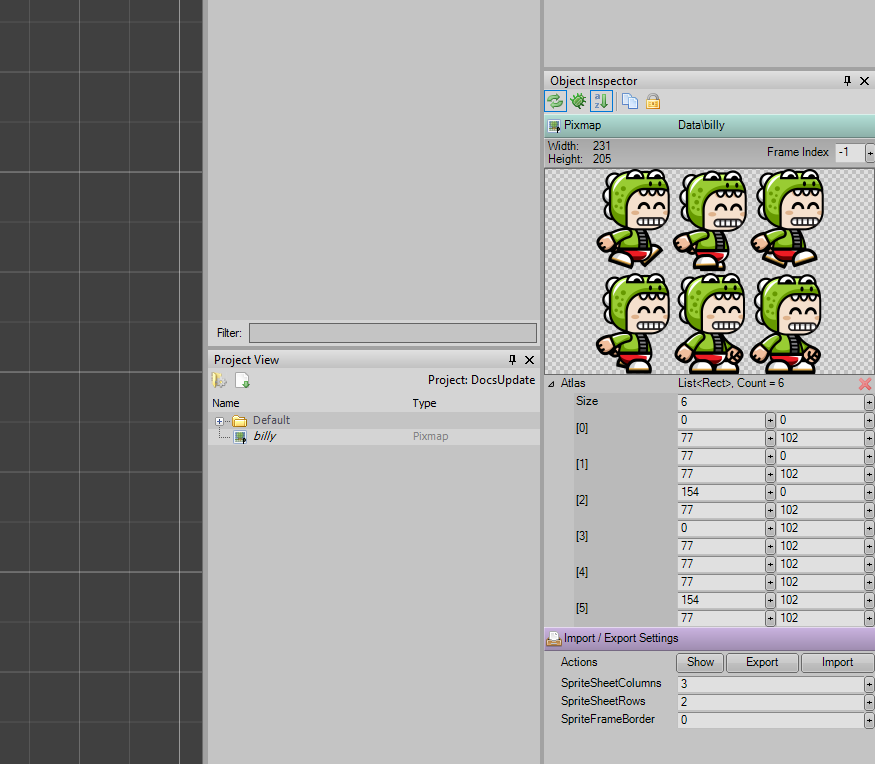 Filter:
Project View
Project: DocsUpdate
Name Type
Default
billy Pixmap
Object Inspector
Pixmap Data\billy
Width: 231
Height: 205
Frame Index -1
Atlas List<Rect>, Count = 6
Size 6
[0] 0 0
77 102
[1] 77 0
77 102
[2] 154 0
77 102
[3] 0 102
77 102
[4] 77 102
77 102
[5] 154 102
77 102
Import / Export Settings
Actions Show Export Import
SpriteSheetColumns 3
SpriteSheetRows 2
SpriteFrameBorder 0